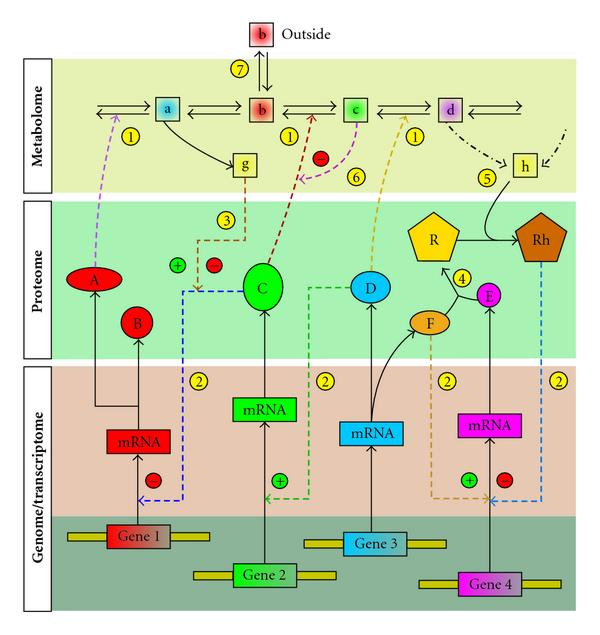 b Outside
7
Metabolome
a b c d
1 1 1
−
6
g
5
h
3
Proteome
R Rh
+ −
4
A C D E
B F
2 2 2 2
Genome/transcriptome
mRNA
mRNA
mRNA
mRNA
− + + −
Gene 1
Gene 2
Gene 3
Gene 4